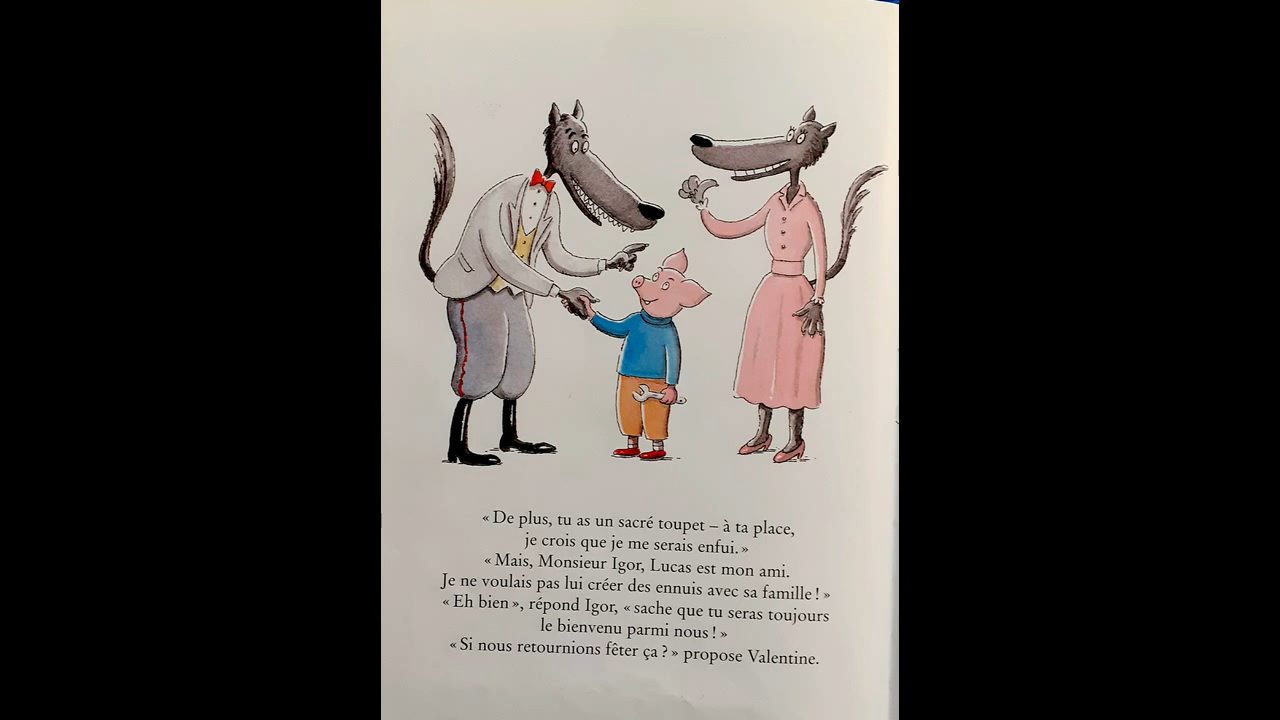 « De plus, tu as un sacré toupet – à ta place,
je crois que je me serais enfui. »
« Mais, Monsieur Igor, Lucas est mon ami.
Je ne voulais pas lui créer des ennuis avec sa famille ! »
« Eh bien », répond Igor, « sache que tu seras toujours
le bienvenu parmi nous ! »
« Si nous retournions fêter ça ? » propose Valentine.